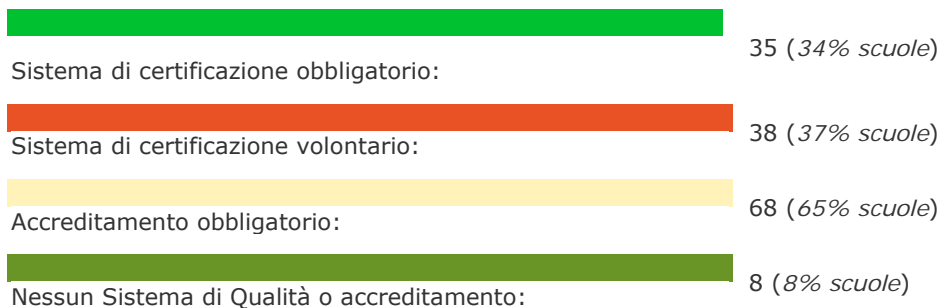 35 (34% scuole)
Sistema di certificazione obbligatorio:
38 (37% scuole)
Sistema di certificazione volontario:
68 (65% scuole)
Accreditamento obbligatorio:
8 (8% scuole)
Nessun Sistema di Qualità o accreditamento: